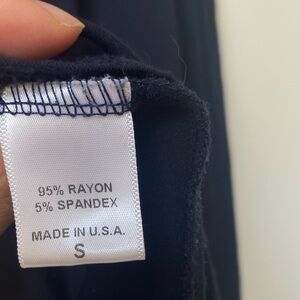 95% RAYON
5% SPANDEX
MADE IN U.S.A.
S